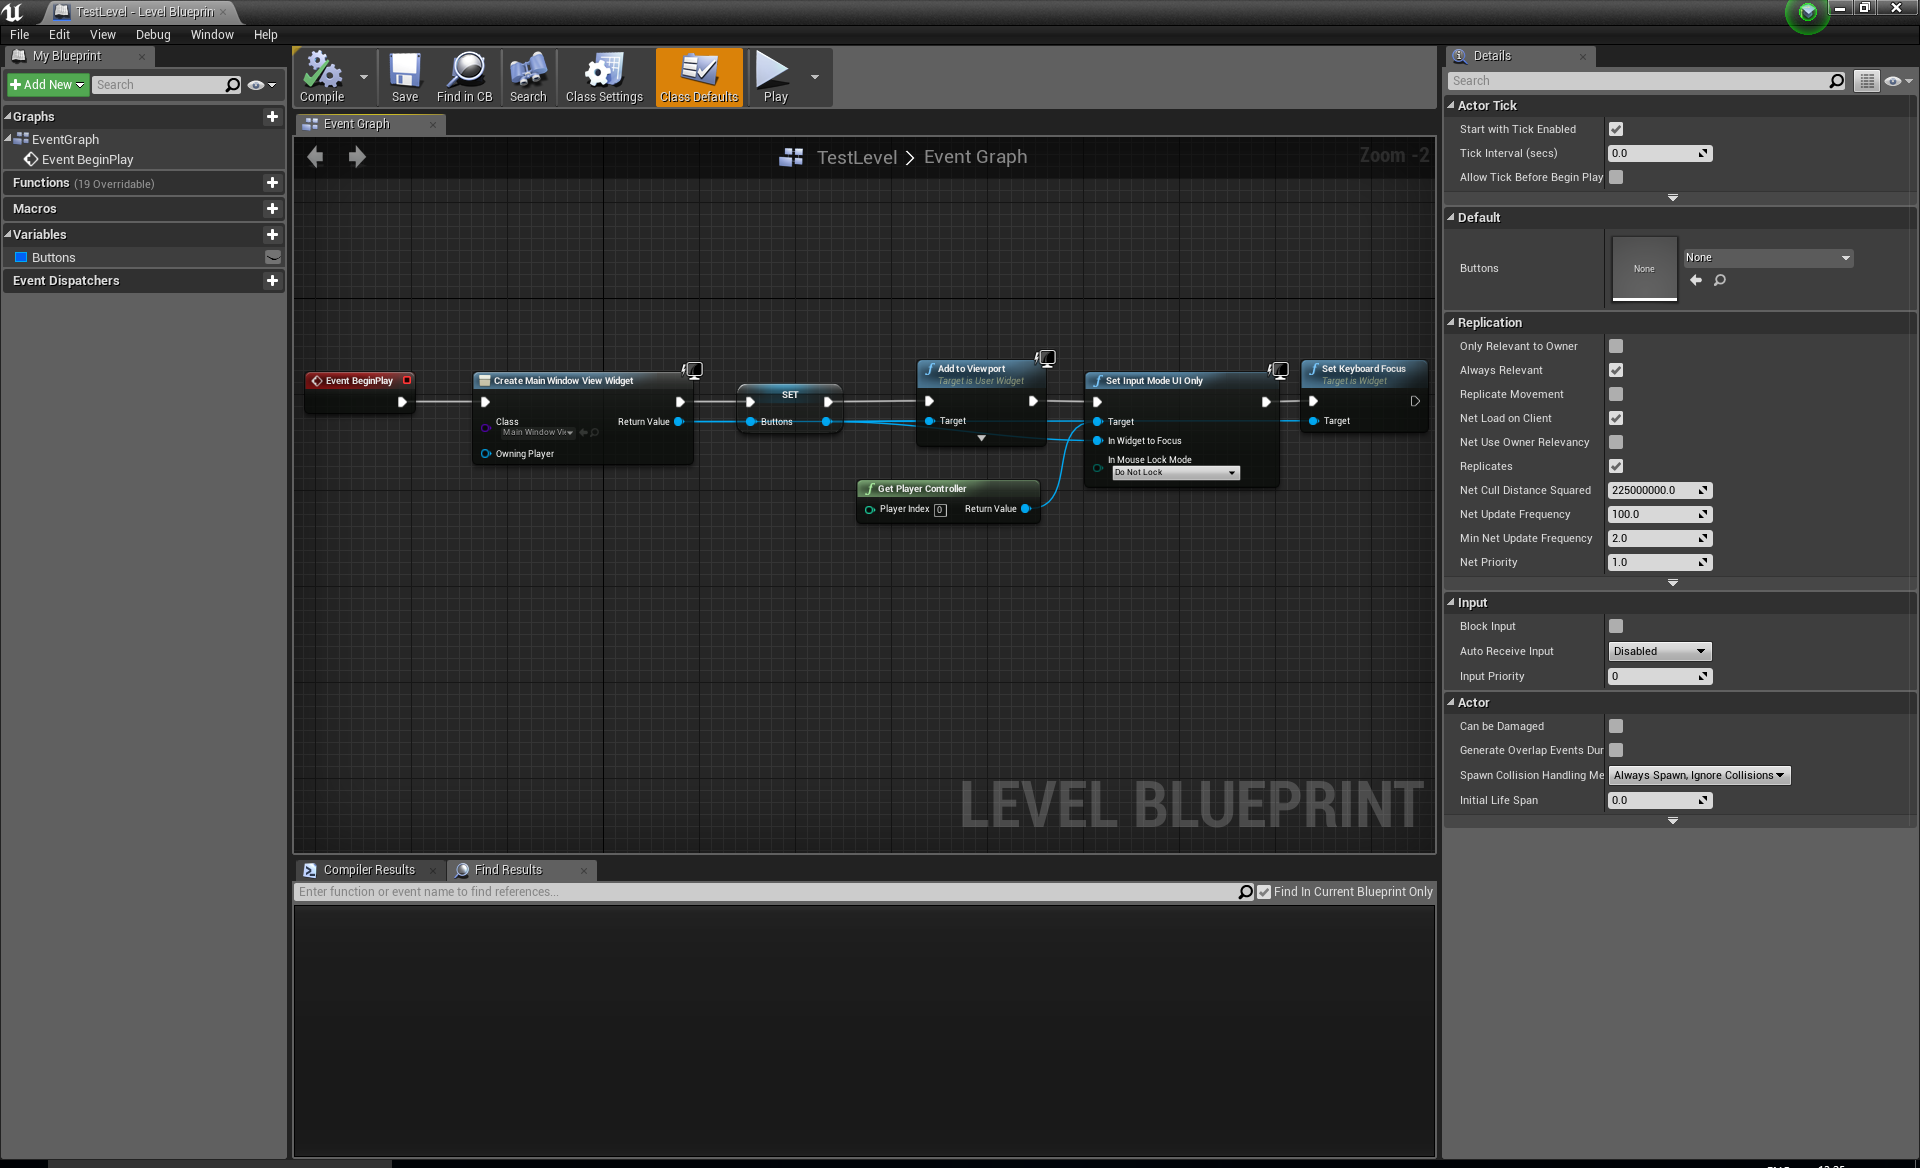 TestLevel - Level Blueprin
File Edit View Debug Window Help
My Blueprint
Add New
Search
Graphs
EventGraph
Event BeginPlay
Functions (19 Overridable)
Macros
Variables
Buttons
Event Dispatchers
Compile
Save
Find in CB
Search
Class Settings
Class Defaults
Play
Event Graph
TestLevel > Event Graph
Zoom -2
Event BeginPlay
Create Main Window View Widget
Class
Main Window Vie
Return Value
Owning Player
SET
Buttons
Add to Viewport
Target is User Widget
Target
Get Player Controller
Player Index 0
Return Value
Set Input Mode UI Only
Target
In Widget to Focus
In Mouse Lock Mode
Do Not Lock
Set Keyboard Focus
Target is Widget
Target
LEVEL BLUEPRINT
Compiler Results
Find Results
Enter function or event name to find references...
Find In Current Blueprint Only
Details
Search
Actor Tick
Start with Tick Enabled
Tick Interval (secs) 0.0
Allow Tick Before Begin Play
Default
Buttons
None
None
Replication
Only Relevant to Owner
Always Relevant
Replicate Movement
Net Load on Client
Net Use Owner Relevancy
Replicates
Net Cull Distance Squared 225000000.0
Net Update Frequency 100.0
Min Net Update Frequency 2.0
Net Priority 1.0
Input
Block Input
Auto Receive Input Disabled
Input Priority 0
Actor
Can be Damaged
Generate Overlap Events Dur
Spawn Collision Handling Me Always Spawn, Ignore Collisions
Initial Life Span 0.0